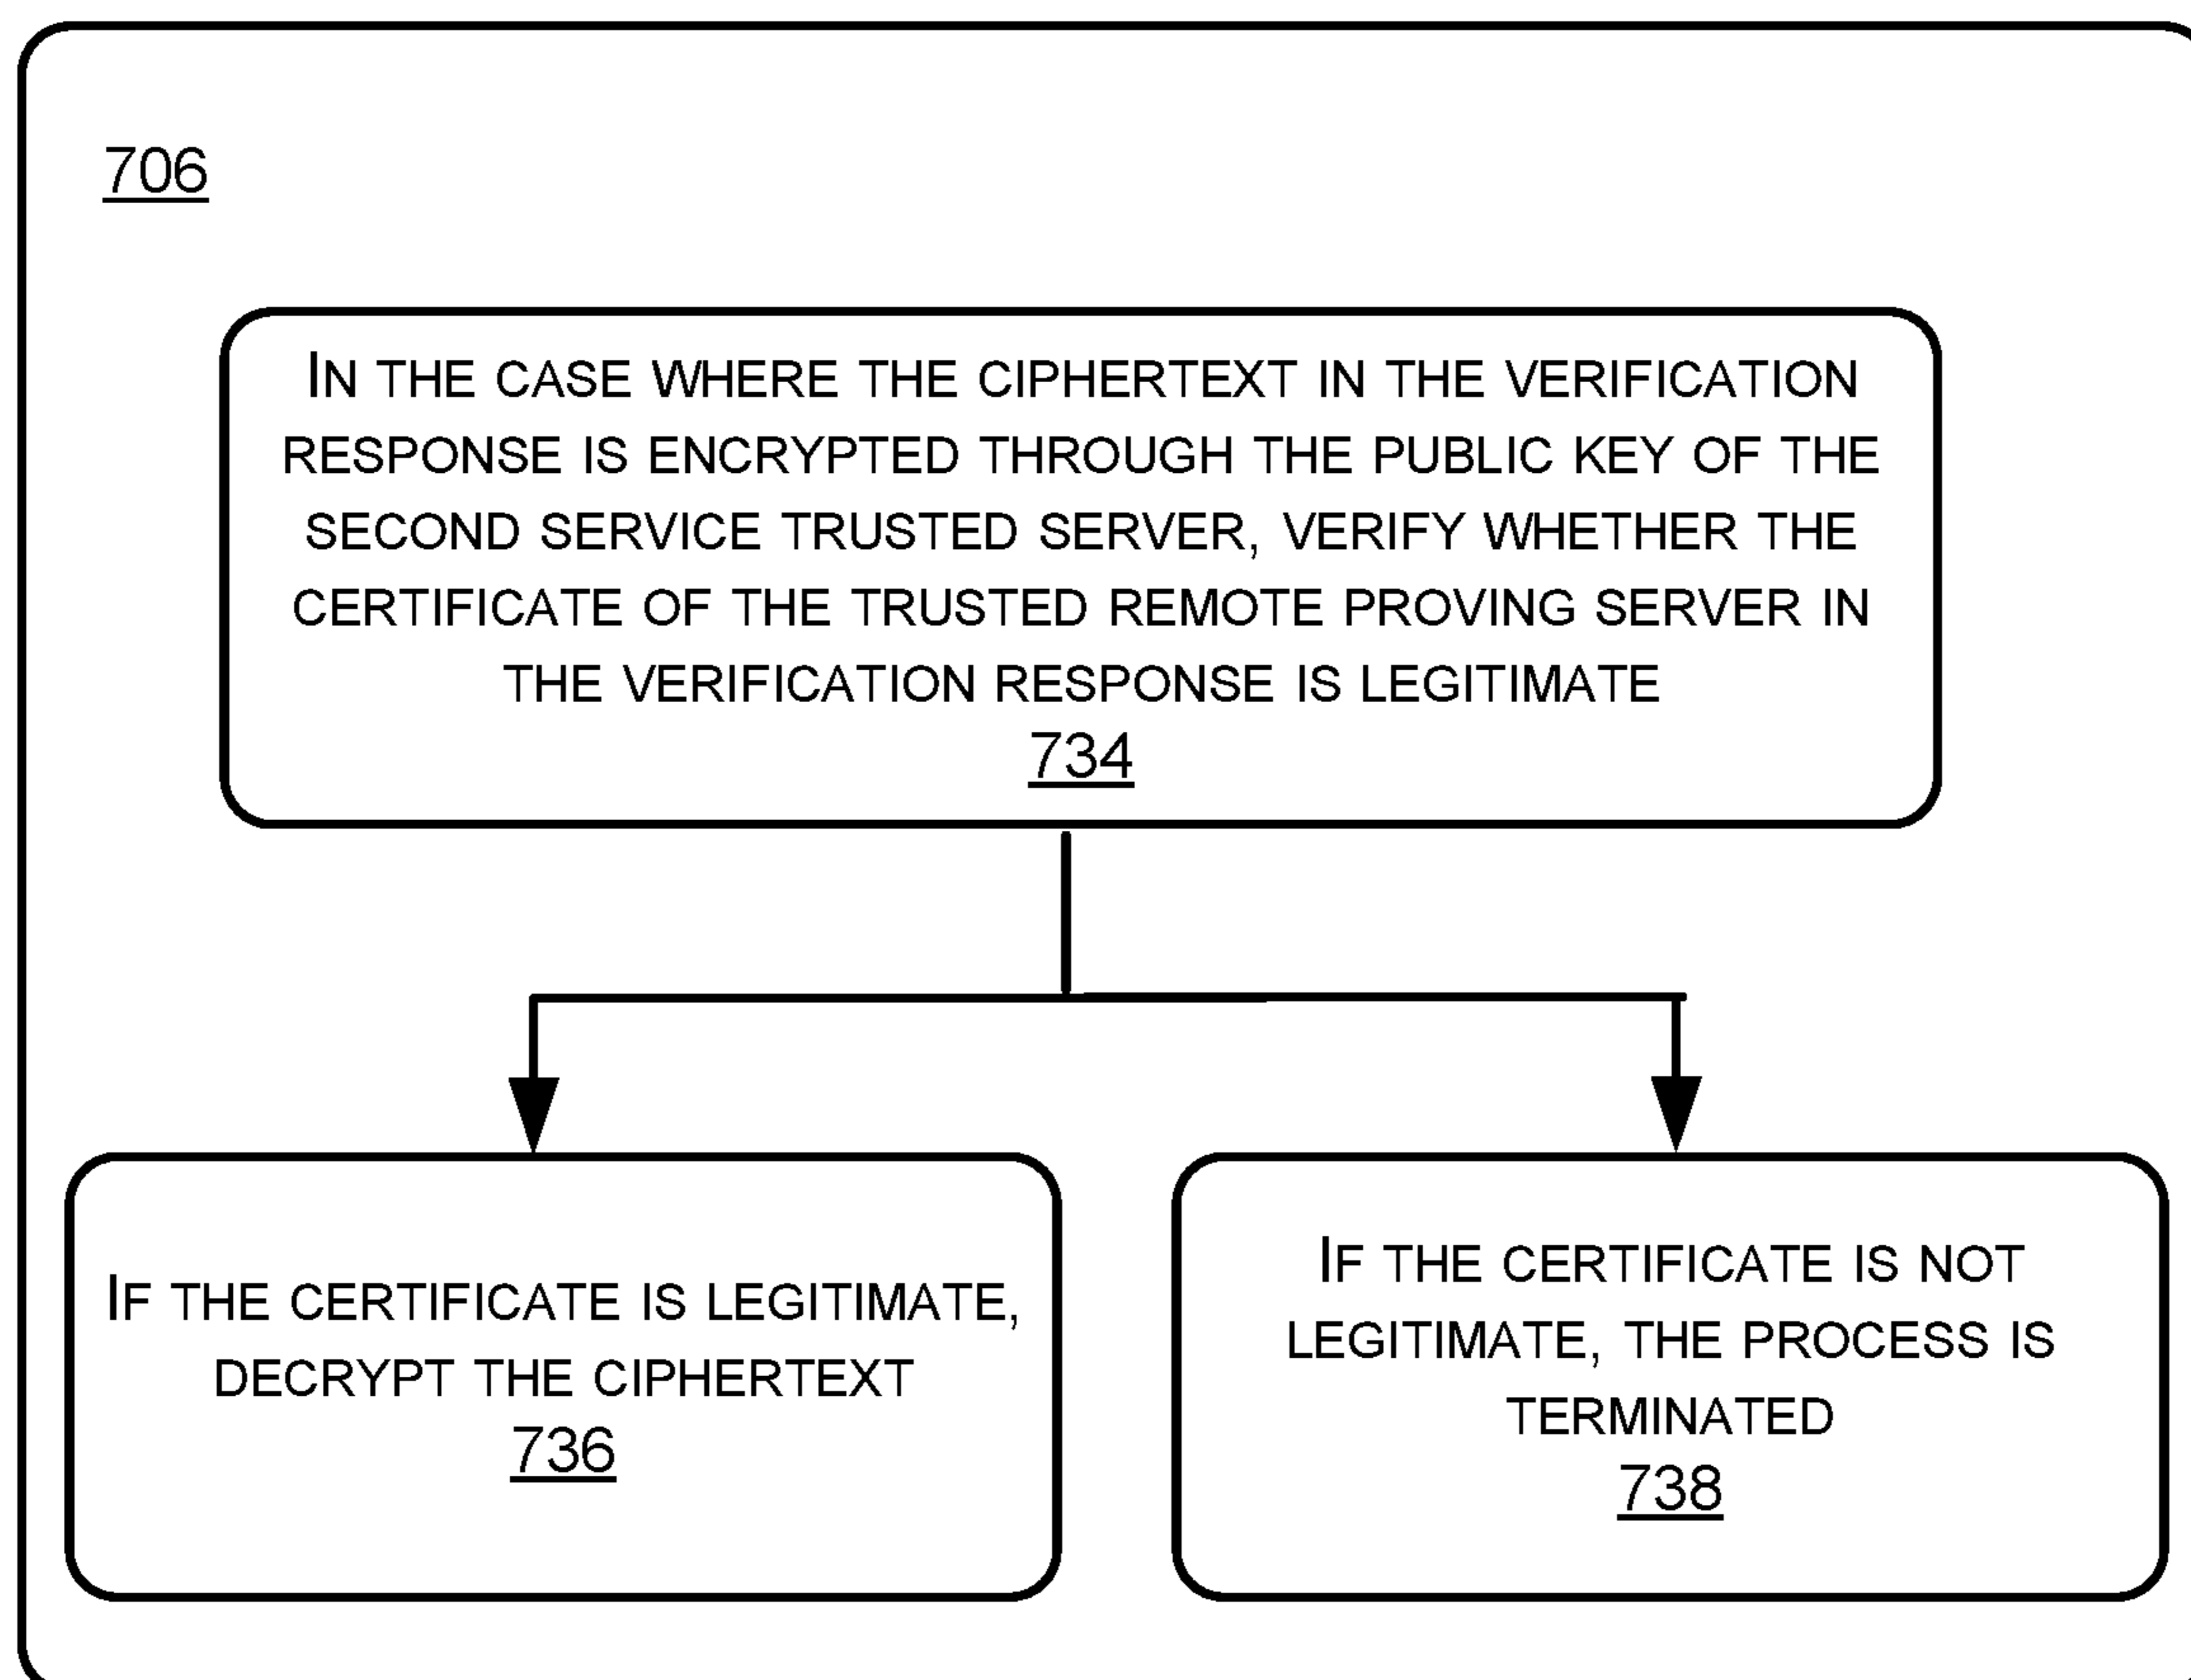 706
IN THE CASE WHERE THE CIPHERTEXT IN THE VERIFICATION
RESPONSE IS ENCRYPTED THROUGH THE PUBLIC KEY OF THE
SECOND SERVICE TRUSTED SERVER, VERIFY WHETHER THE
CERTIFICATE OF THE TRUSTED REMOTE PROVING SERVER IN
THE VERIFICATION RESPONSE IS LEGITIMATE
734
IF THE CERTIFICATE IS LEGITIMATE,
DECRYPT THE CIPHERTEXT
736
IF THE CERTIFICATE IS NOT
LEGITIMATE, THE PROCESS IS
TERMINATED
738